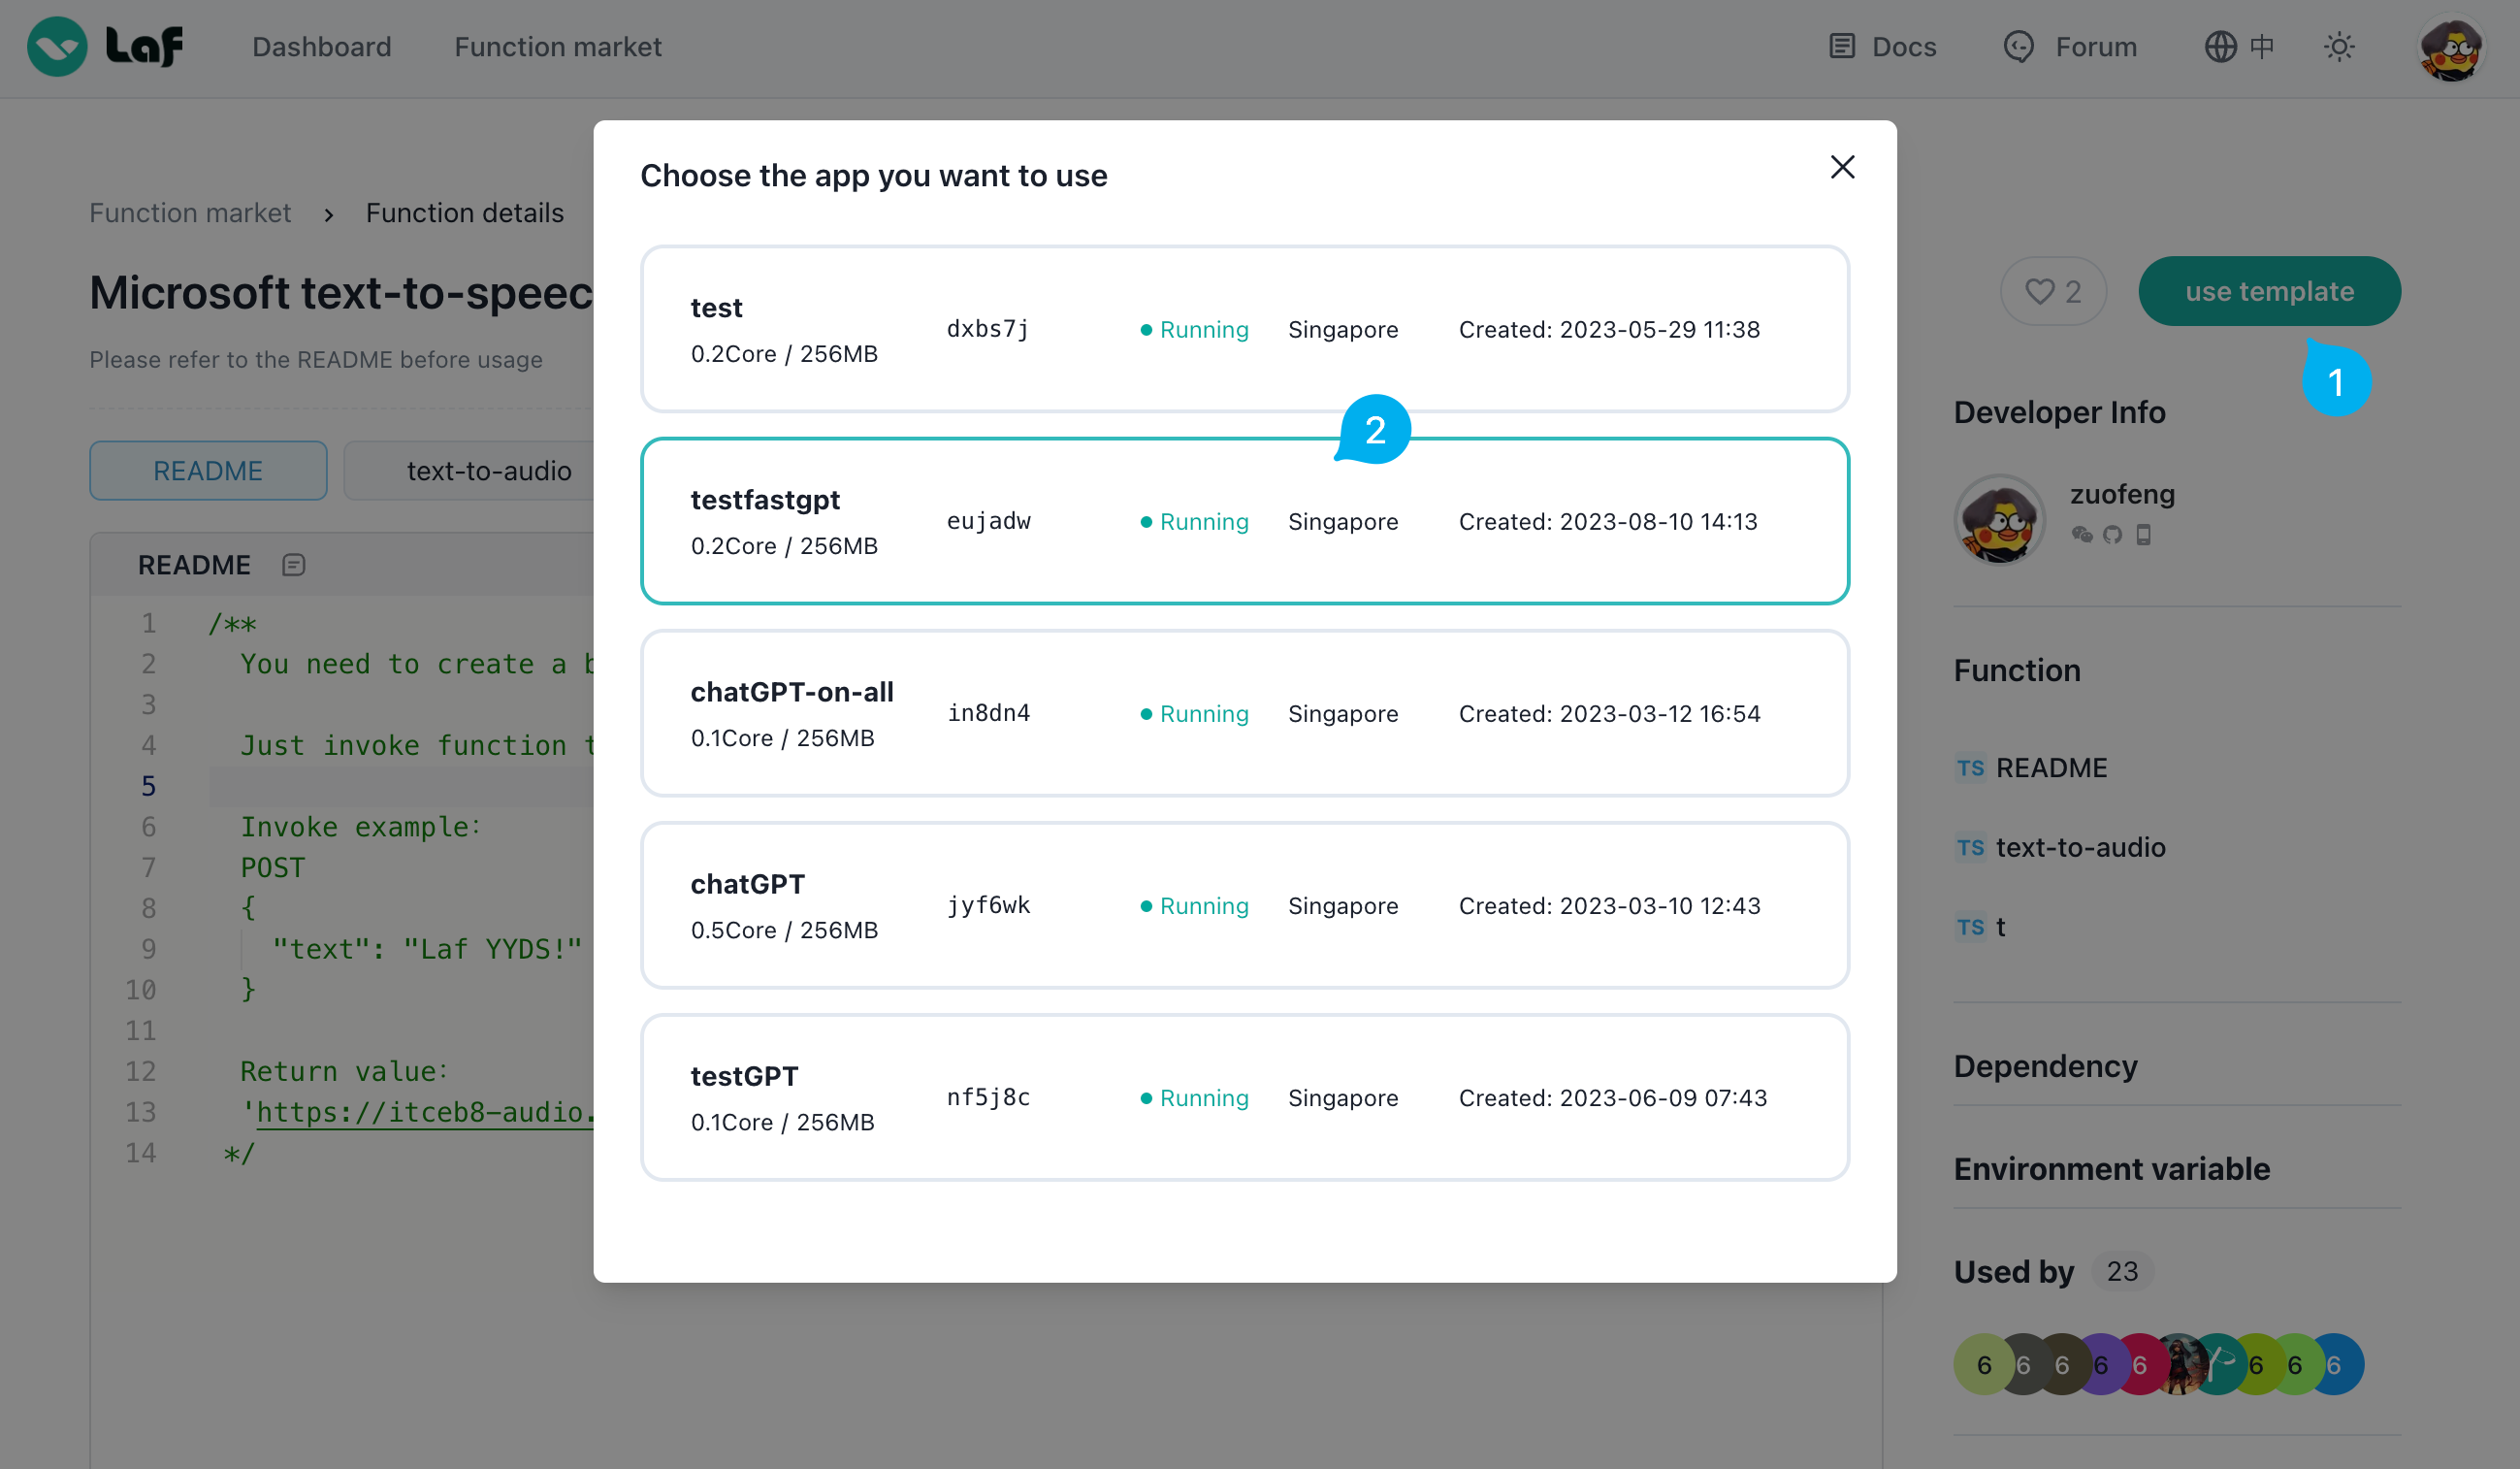 Laf
Dashboard
Function market
Docs
Forum
中
Function market
Function details
Microsoft text-to-speec
Please refer to the README before usage
2
use template
1
README
text-to-audio
README
1 /**
2 You need to create a b
3
4 Just invoke function t
5
6 Invoke example:
7 POST
8 {
9 "text": "Laf YYDS!"
10 }
11
12 Return value:
13 'https://itceb8-audio.
14 */
Choose the app you want to use
test
0.2Core / 256MB
dxbs7j
Running
Singapore
Created: 2023-05-29 11:38
2
testfastgpt
0.2Core / 256MB
eujadw
Running
Singapore
Created: 2023-08-10 14:13
chatGPT-on-all
0.1Core / 256MB
in8dn4
Running
Singapore
Created: 2023-03-12 16:54
chatGPT
0.5Core / 256MB
jyf6wk
Running
Singapore
Created: 2023-03-10 12:43
testGPT
0.1Core / 256MB
nf5j8c
Running
Singapore
Created: 2023-06-09 07:43
Developer Info
zuofeng
Function
TS README
TS text-to-audio
TS t
Dependency
Environment variable
Used by 23
6 6 6 6 6 6 6 6